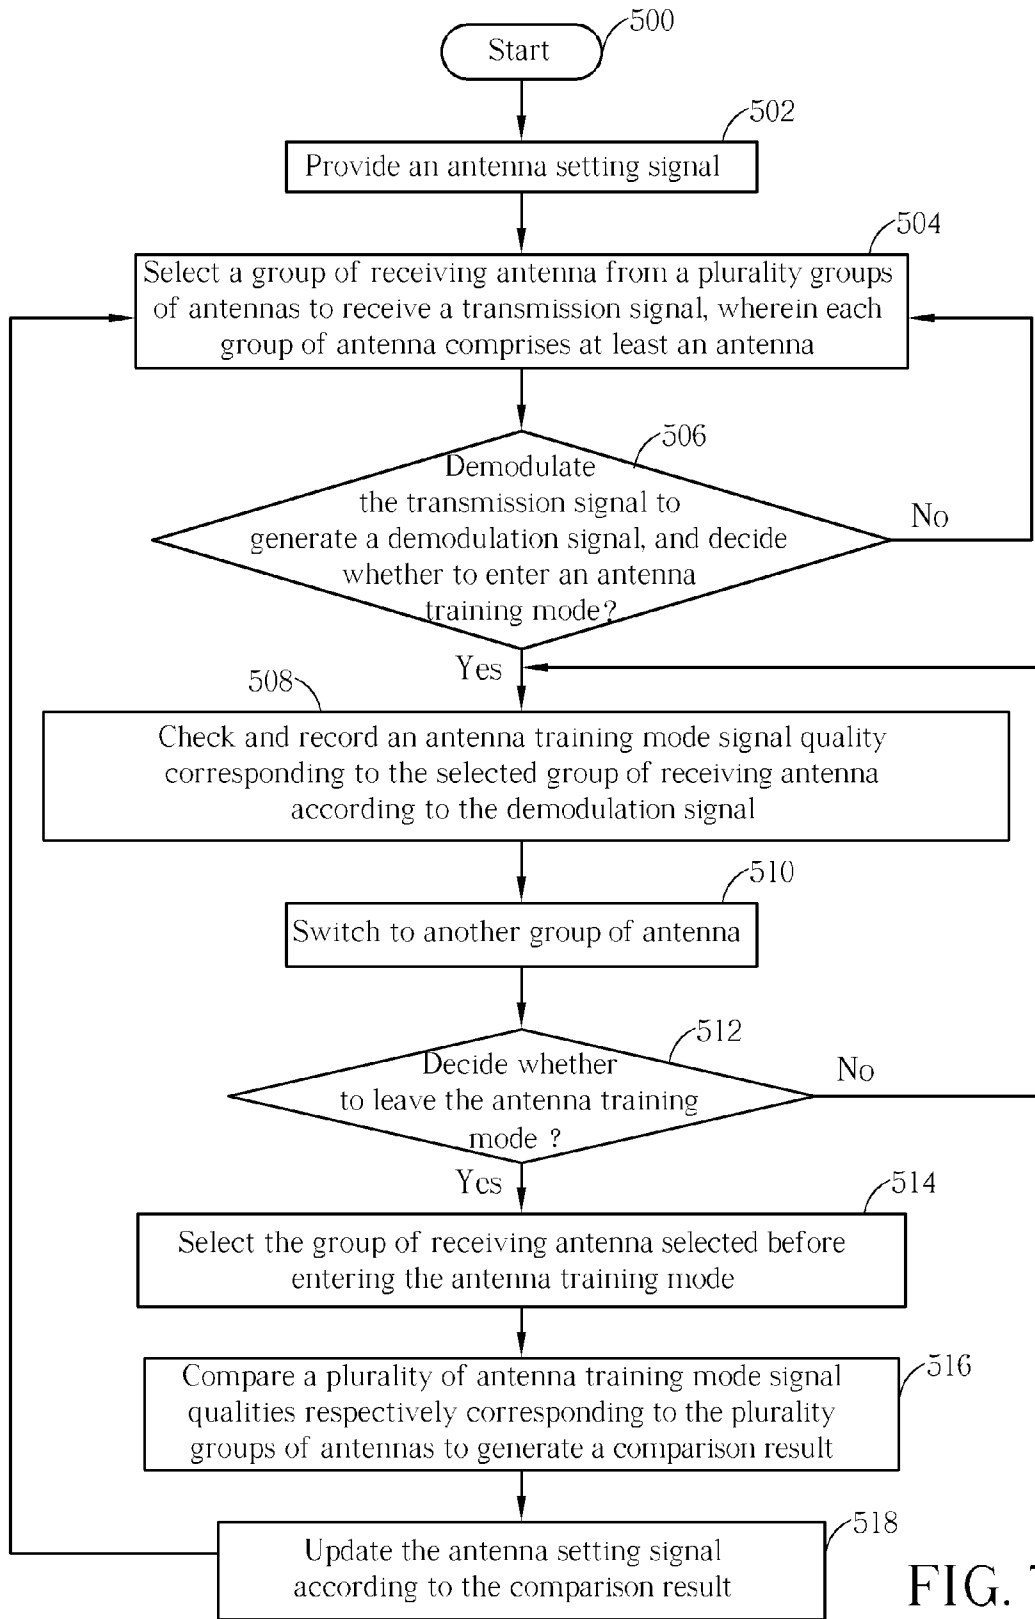 500
Start
502
Provide an antenna setting signal
504
Select a group of receiving antenna from a plurality groups
of antennas to receive a transmission signal, wherein each
group of antenna comprises at least an antenna
506
Demodulate
the transmission signal to
generate a demodulation signal, and decide
whether to enter an antenna
training mode?
No
Yes
508
Check and record an antenna training mode signal quality
corresponding to the selected group of receiving antenna
according to the demodulation signal
510
Switch to another group of antenna
512
Decide whether
to leave the antenna training
mode ?
No
Yes
514
Select the group of receiving antenna selected before
entering the antenna training mode
516
Compare a plurality of antenna training mode signal
qualities respectively corresponding to the plurality
groups of antennas to generate a comparison result
518
Update the antenna setting signal
according to the comparison result
FIG.